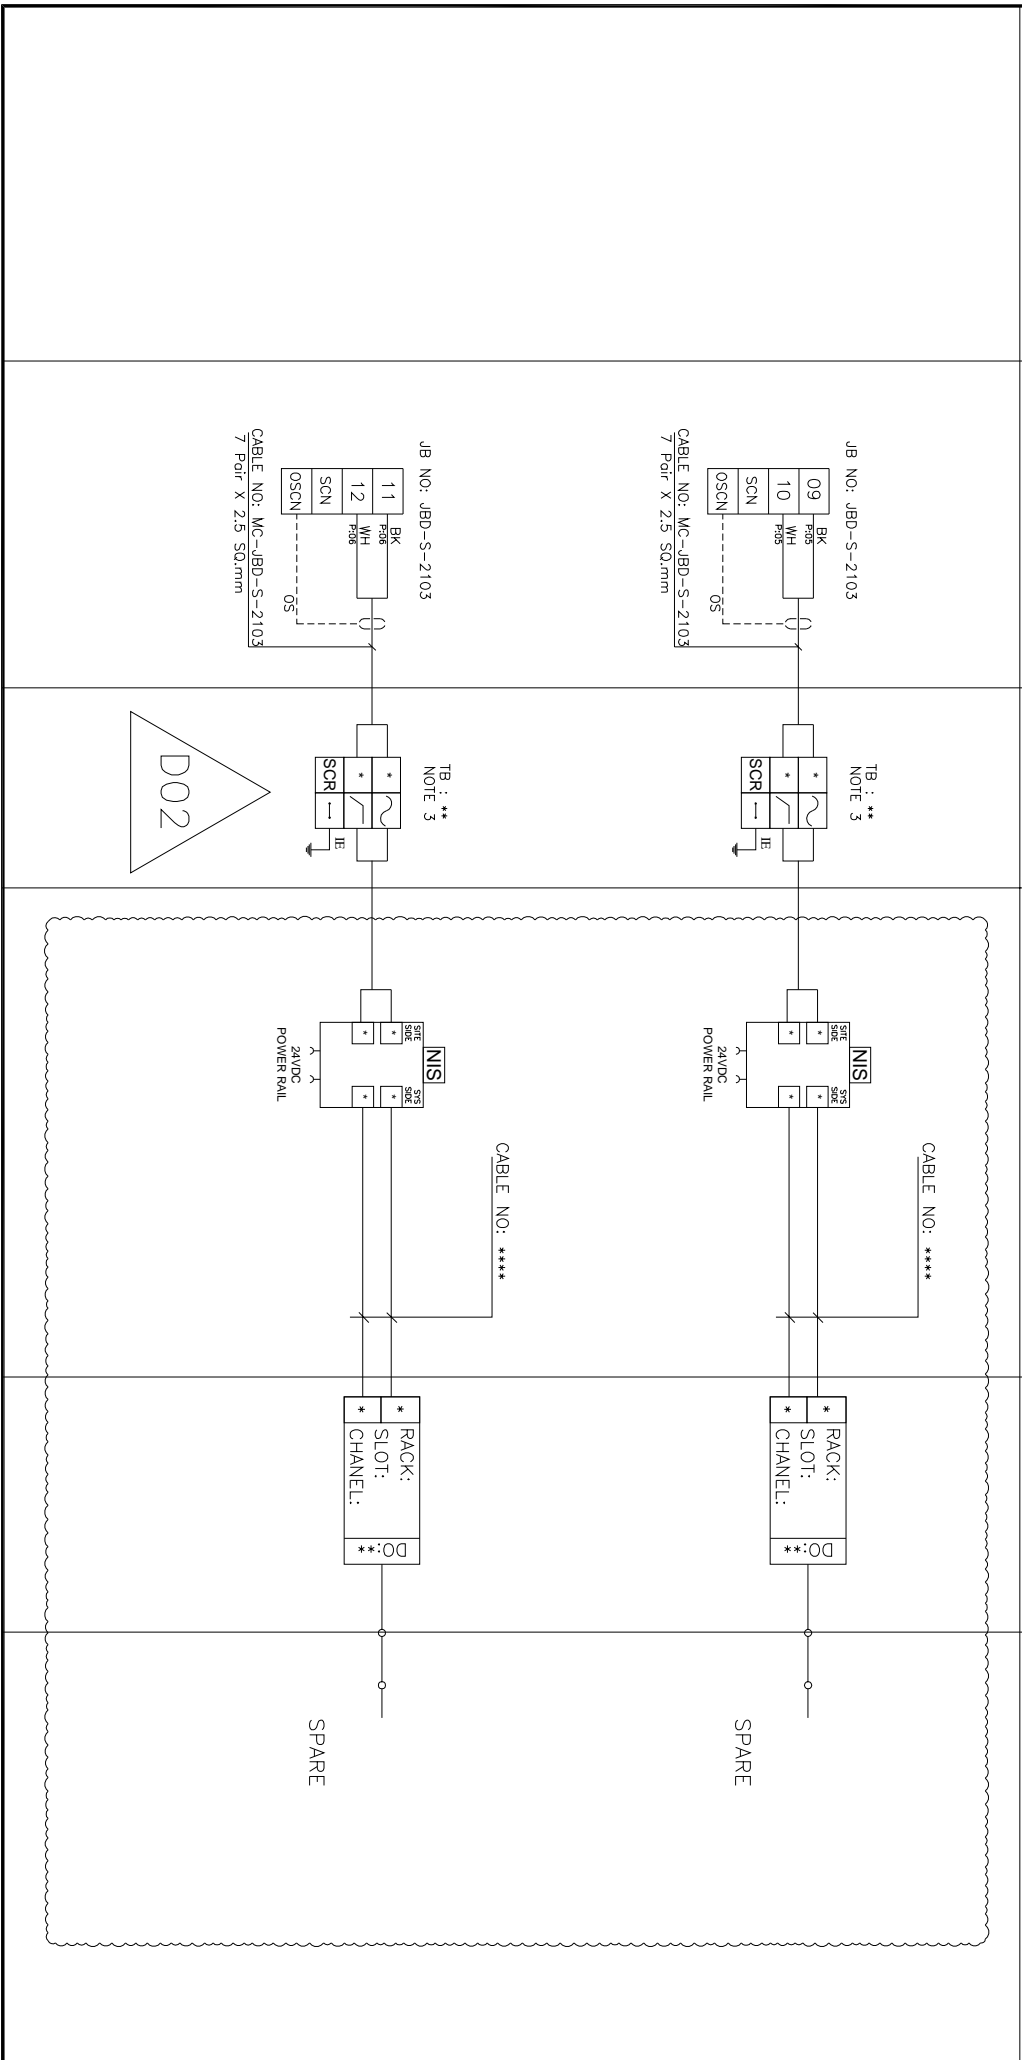 JB NO: JBD-S-2103
09
10
SCN
OSCN
BK
P:05
WH
P:05
OS
CABLE NO: MC-JBD-S-2103
7 Pair X 2.5 SQ.mm
TB : **
NOTE 3
*
*
SCR
IE
NIS
SITE
SIDE
SYS
SIDE
*
*
*
*
24VDC
POWER RAIL
CABLE NO: ****
*
*
RACK:
SLOT:
CHANEL:
DO:**
SPARE
JB NO: JBD-S-2103
11
12
SCN
OSCN
BK
P:06
WH
P:06
OS
CABLE NO: MC-JBD-S-2103
7 Pair X 2.5 SQ.mm
TB : **
NOTE 3
*
*
SCR
IE
NIS
SITE
SIDE
SYS
SIDE
*
*
*
*
24VDC
POWER RAIL
CABLE NO: ****
*
*
RACK:
SLOT:
CHANEL:
DO:**
SPARE
D02